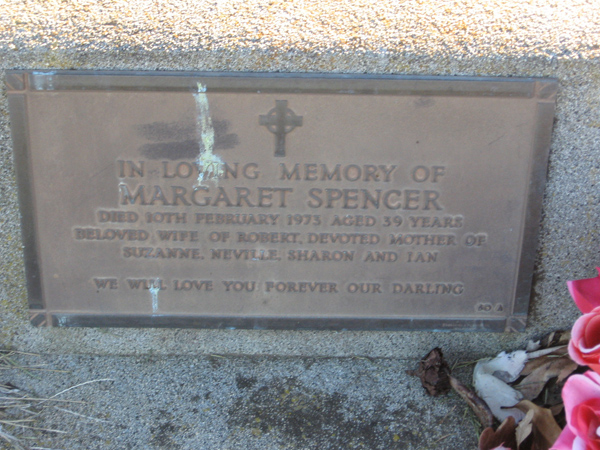 IN LOVING MEMORY OF
MARGARET SPENCER
DIED 10TH FEBRUARY 1973 AGED 39 YEARS
BELOVED WIFE OF ROBERT, DEVOTED MOTHER OF
SUZANNE, NEVILLE, SHARON AND IAN
WE WILL LOVE YOU FOREVER OUR DARLING